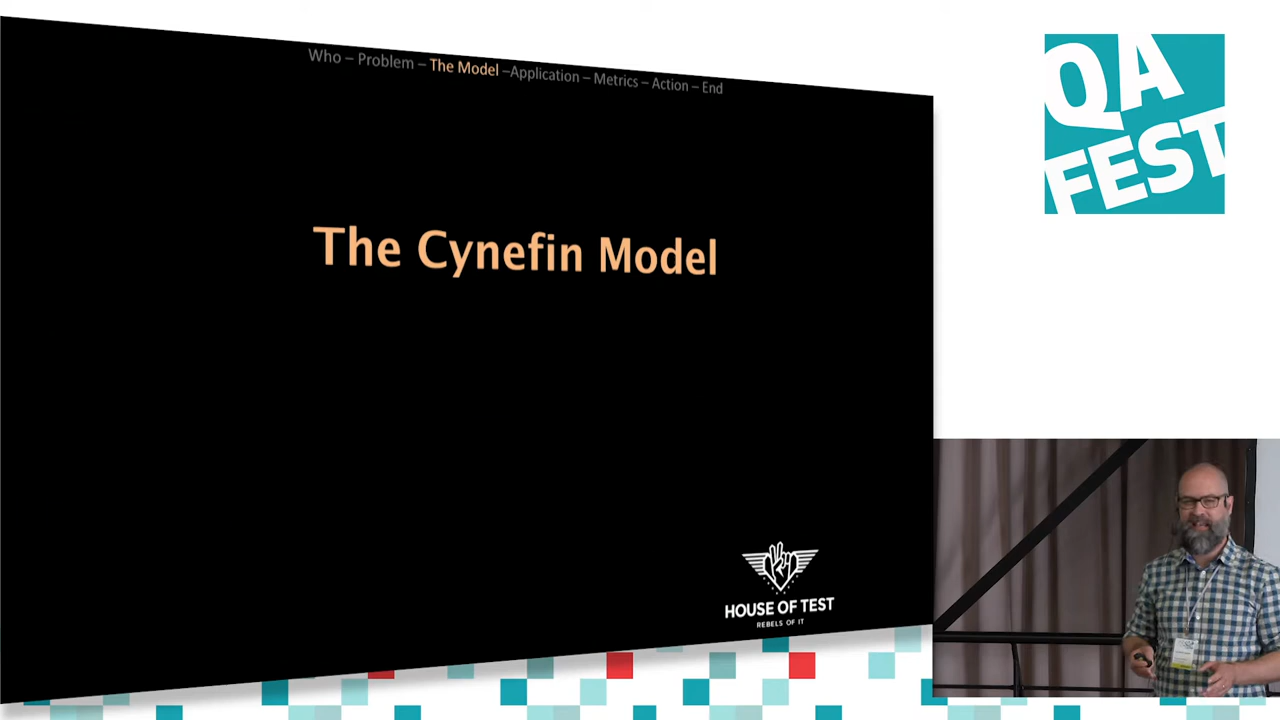 Who – Problem – The Model –Application – Metrics – Action – End
The Cynefin Model
HOUSE OF TEST
REBELS OF IT
QA
FEST